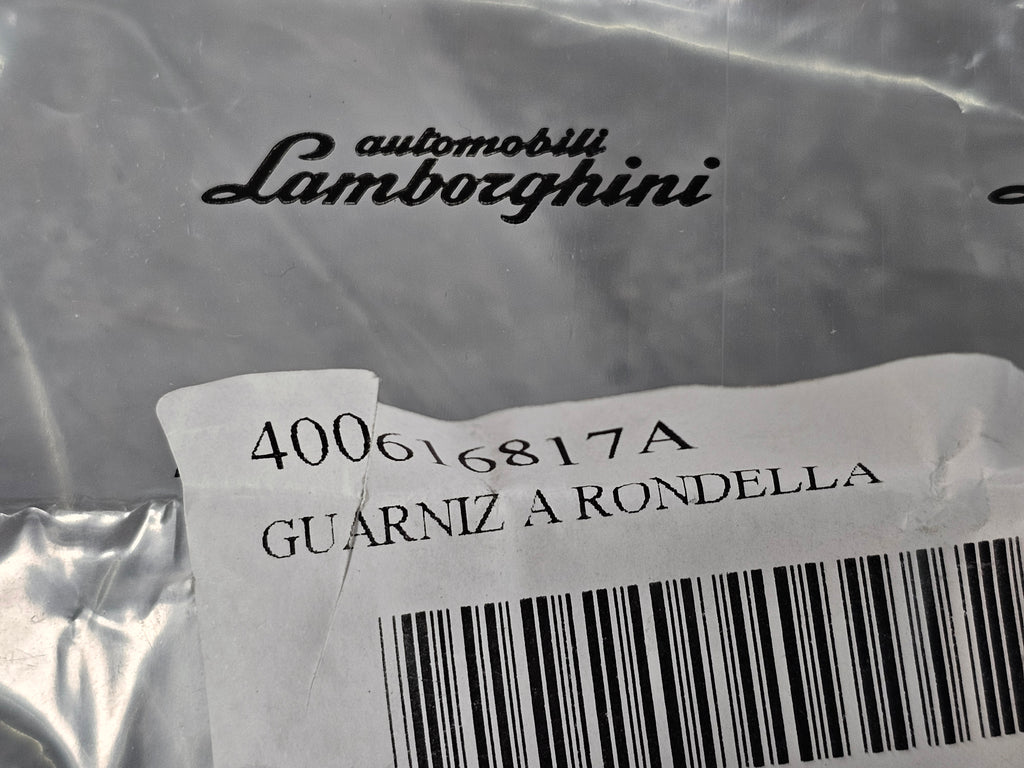 automobili
Lamborghini
400616817A
GUARNIZ A RONDELLA